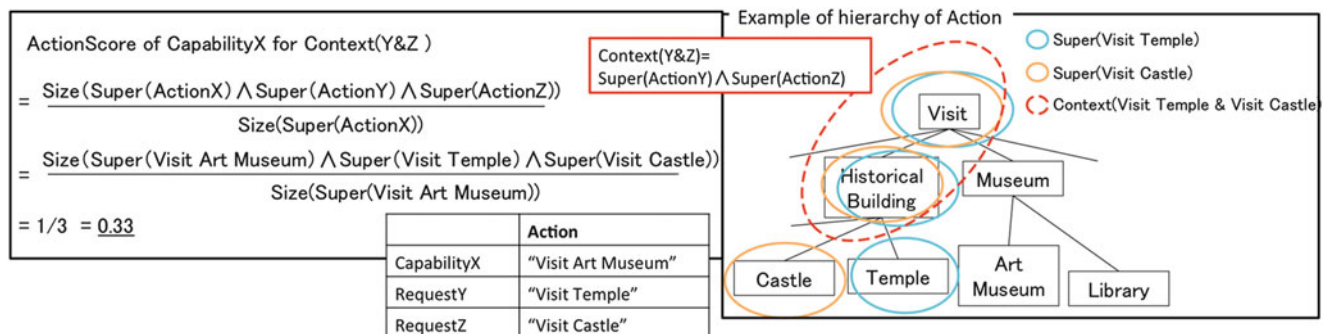 ActionScore of CapabilityX for Context(Y&Z )
= Size(Super(ActionX) ∧ Super(ActionY) ∧ Super(ActionZ))
Size(Super(ActionX))
= Size(Super(Visit Art Museum) ∧ Super(Visit Temple) ∧ Super(Visit Castle))
Size(Super(Visit Art Museum))
= 1/3 = 0.33
Action
CapabilityX "Visit Art Museum"
RequestY "Visit Temple"
RequestZ "Visit Castle"
Context(Y&Z)=
Super(ActionY) ∧ Super(ActionZ)
Example of hierarchy of Action
Super(Visit Temple)
Super(Visit Castle)
Context(Visit Temple & Visit Castle)
Visit
Historical
Building
Museum
Castle
Temple
Art
Museum
Library